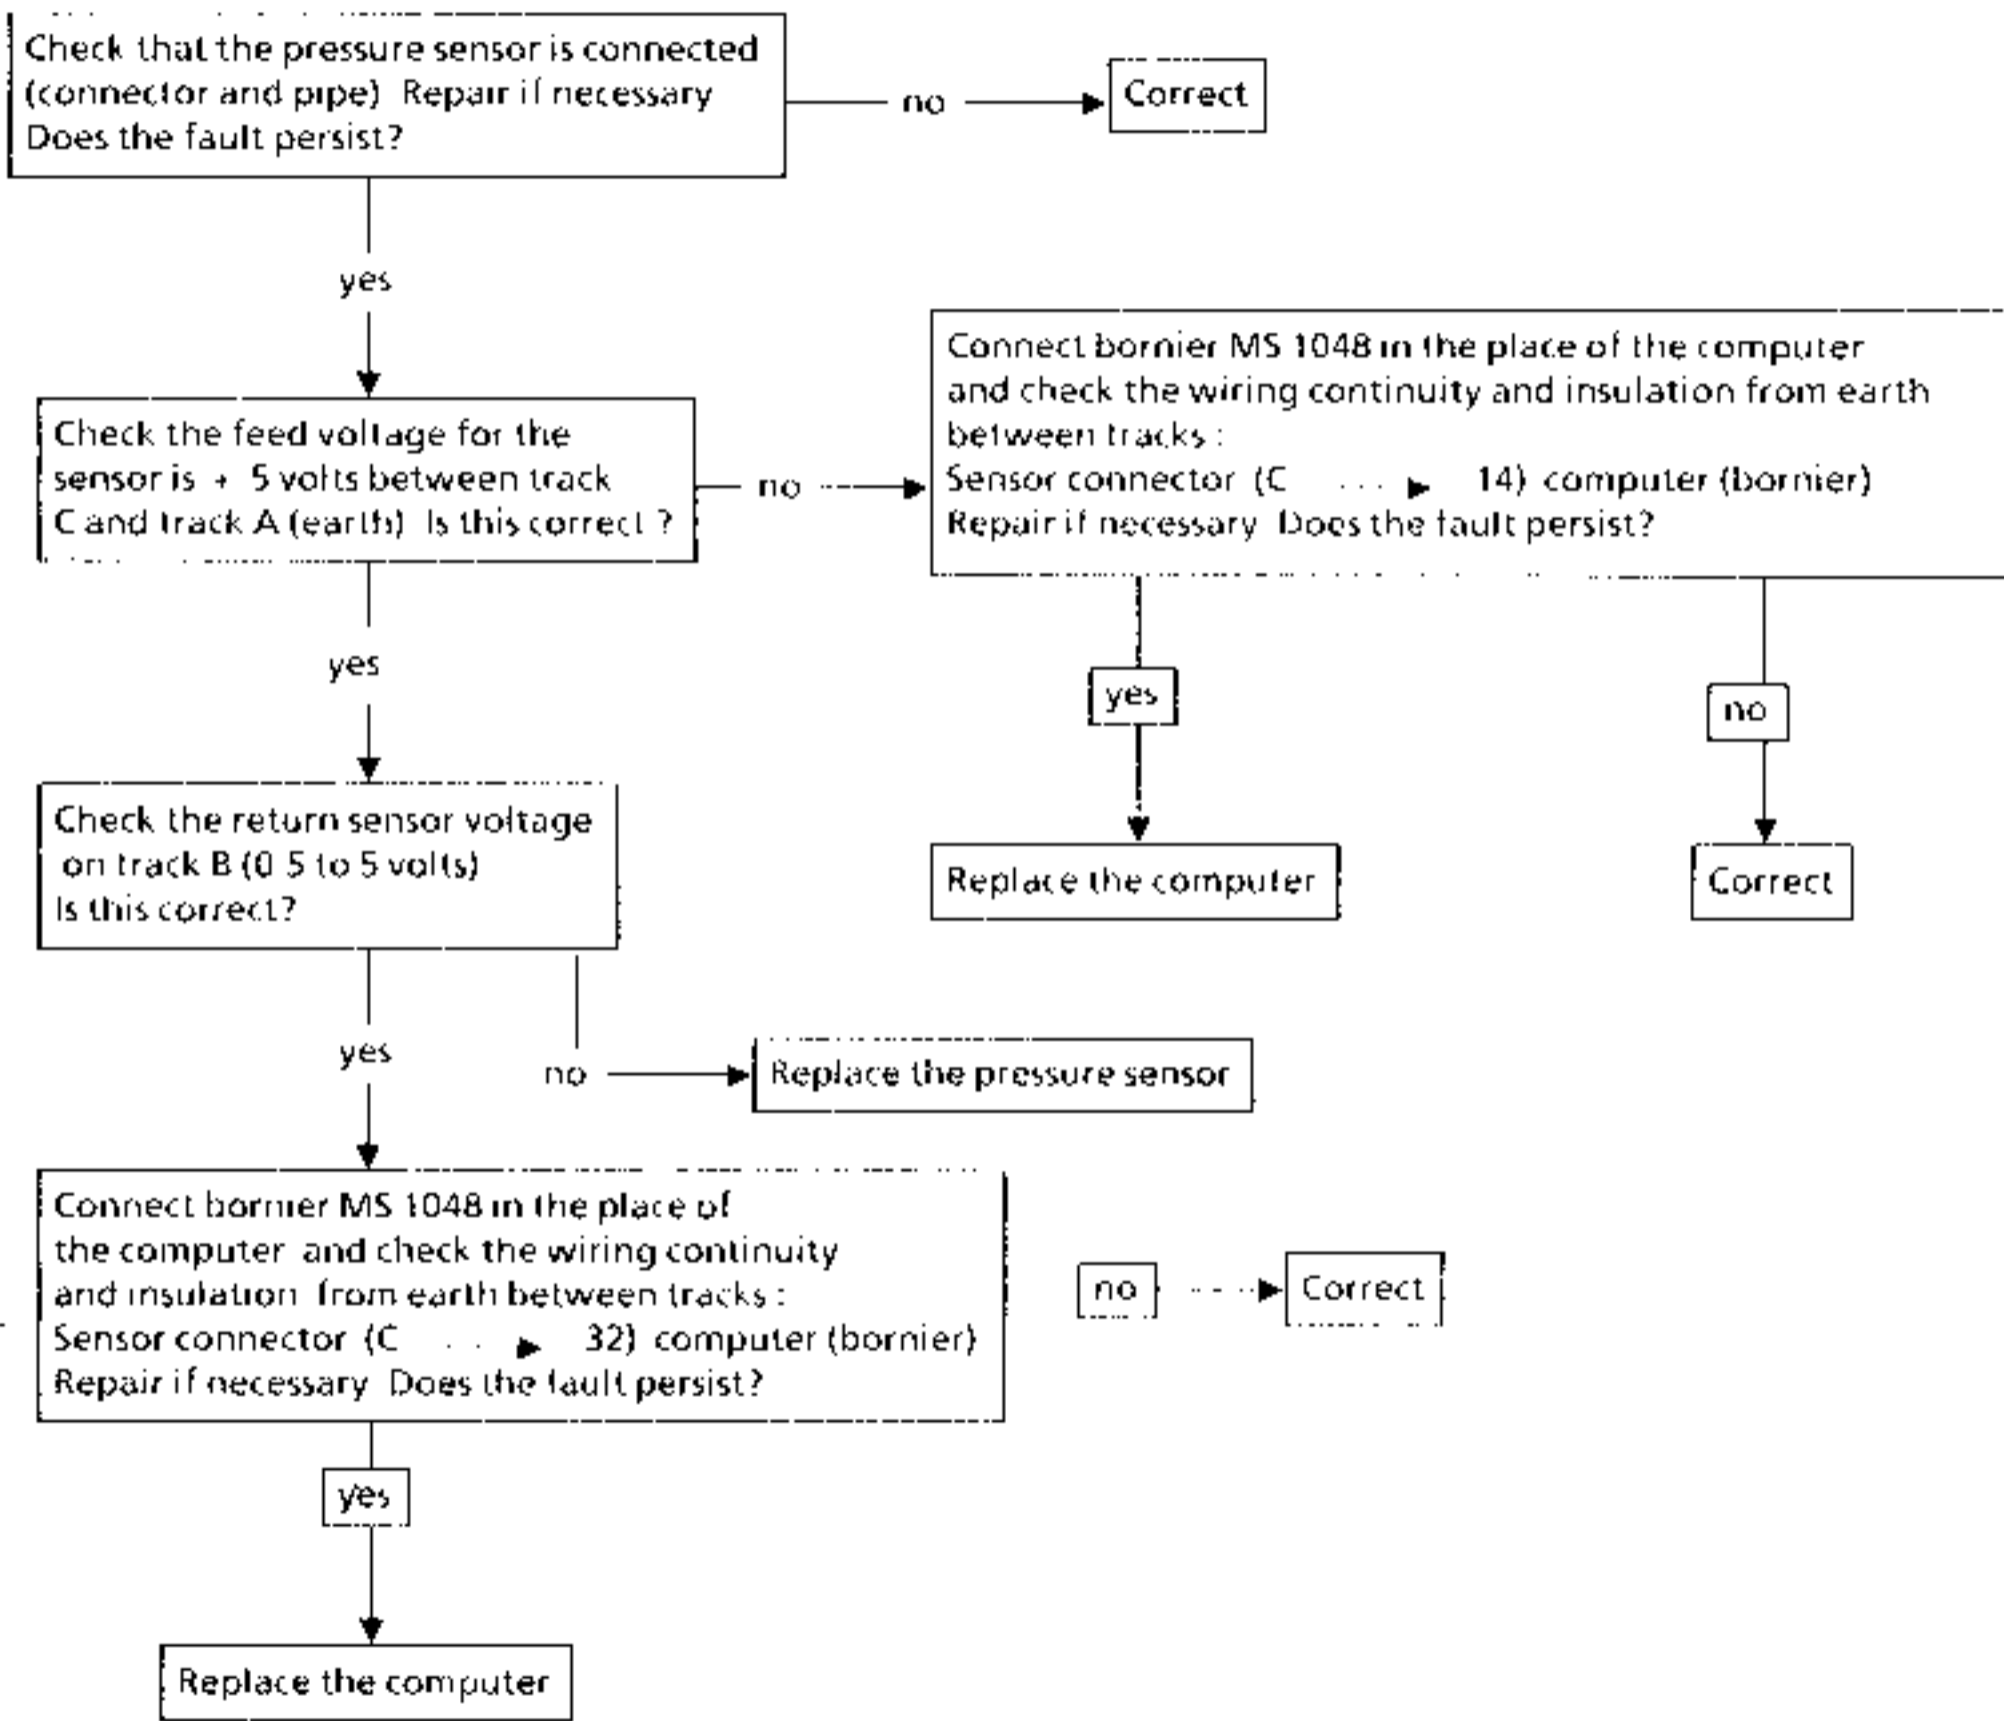 Check that the pressure sensor is connected
(connector and pipe) Repair if necessary
Does the fault persist?
no
Correct
yes
Check the feed voltage for the
sensor is + 5 volts between track
C and track A (earth) Is this correct ?
no
Connect bornier MS 1048 in the place of the computer
and check the wiring continuity and insulation from earth
between tracks :
Sensor connector (C 14) computer (bornier)
Repair if necessary Does the fault persist?
yes
no
Replace the computer
Correct
yes
Check the return sensor voltage
on track B (0 5 to 5 volts)
Is this correct?
yes
no
Replace the pressure sensor
Connect bornier MS 1048 in the place of
the computer and check the wiring continuity
and insulation from earth between tracks :
Sensor connector (C 32) computer (bornier)
Repair if necessary Does the fault persist?
no
Correct
yes
Replace the computer